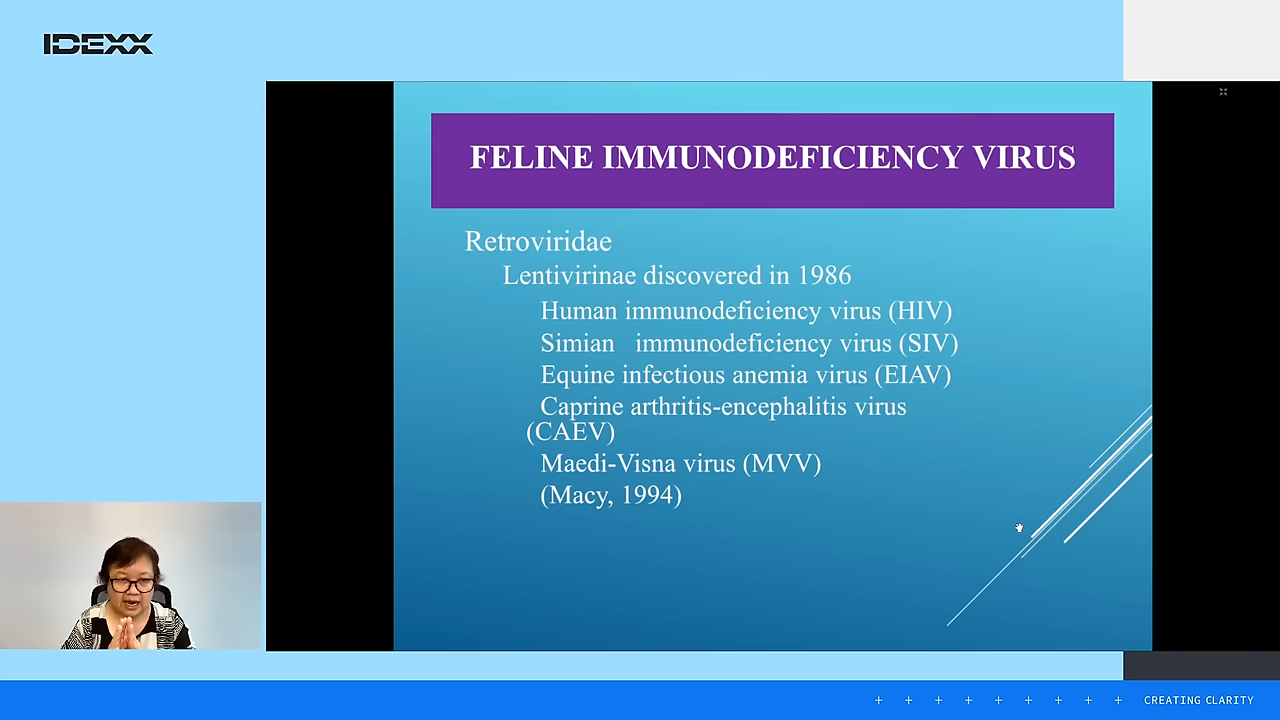 IDEXX
FELINE IMMUNODEFICIENCY VIRUS
Retroviridae
Lentivirinae discovered in 1986
Human immunodeficiency virus (HIV)
Simian immunodeficiency virus (SIV)
Equine infectious anemia virus (EIAV)
Caprine arthritis-encephalitis virus
(CAEV)
Maedi-Visna virus (MVV)
(Macy, 1994)
+ + + + + + + + + CREATING CLARITY